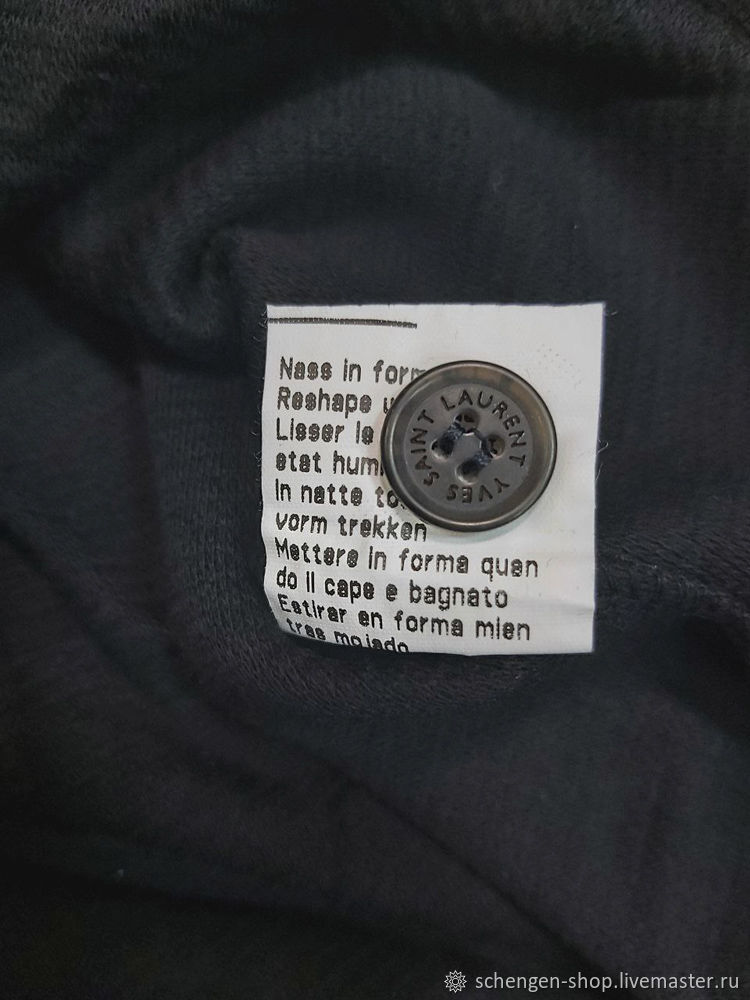 Nass in form
Reshape
Lisser le
etat hum
In natte to
vorm trekken
Mettere in forma quan
do il cape e bagnato
Estirar en forma mien
tras mojado
YVES SAINT LAURENT
schengen-shop.livemaster.ru